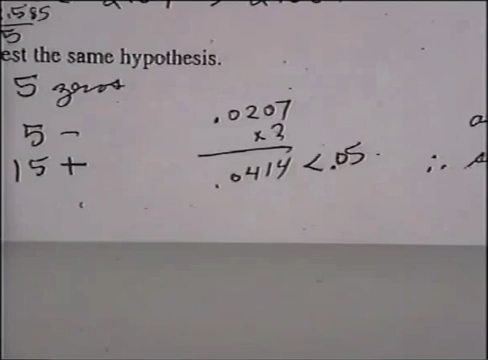 .585
5
est the same hypothesis.
5 zeros
5 −
15 +
.0207
x 2
.0414 < .05.
∴